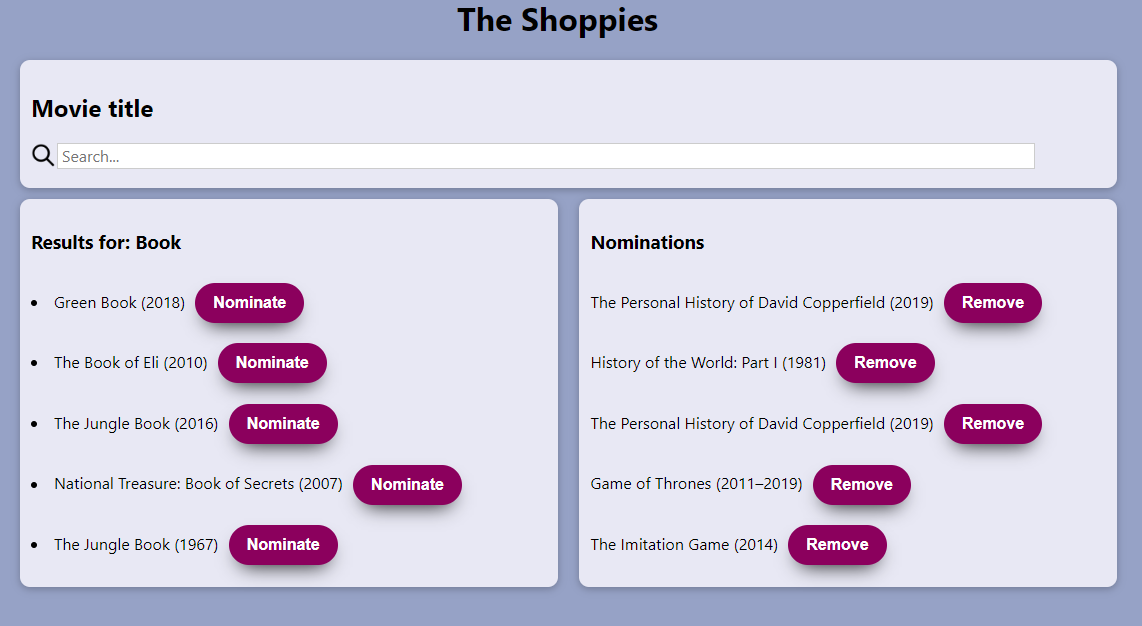 The Shoppies
Movie title
Search...
Results for: Book
Green Book (2018) Nominate
The Book of Eli (2010) Nominate
The Jungle Book (2016) Nominate
National Treasure: Book of Secrets (2007) Nominate
The Jungle Book (1967) Nominate
Nominations
The Personal History of David Copperfield (2019) Remove
History of the World: Part I (1981) Remove
The Personal History of David Copperfield (2019) Remove
Game of Thrones (2011–2019) Remove
The Imitation Game (2014) Remove